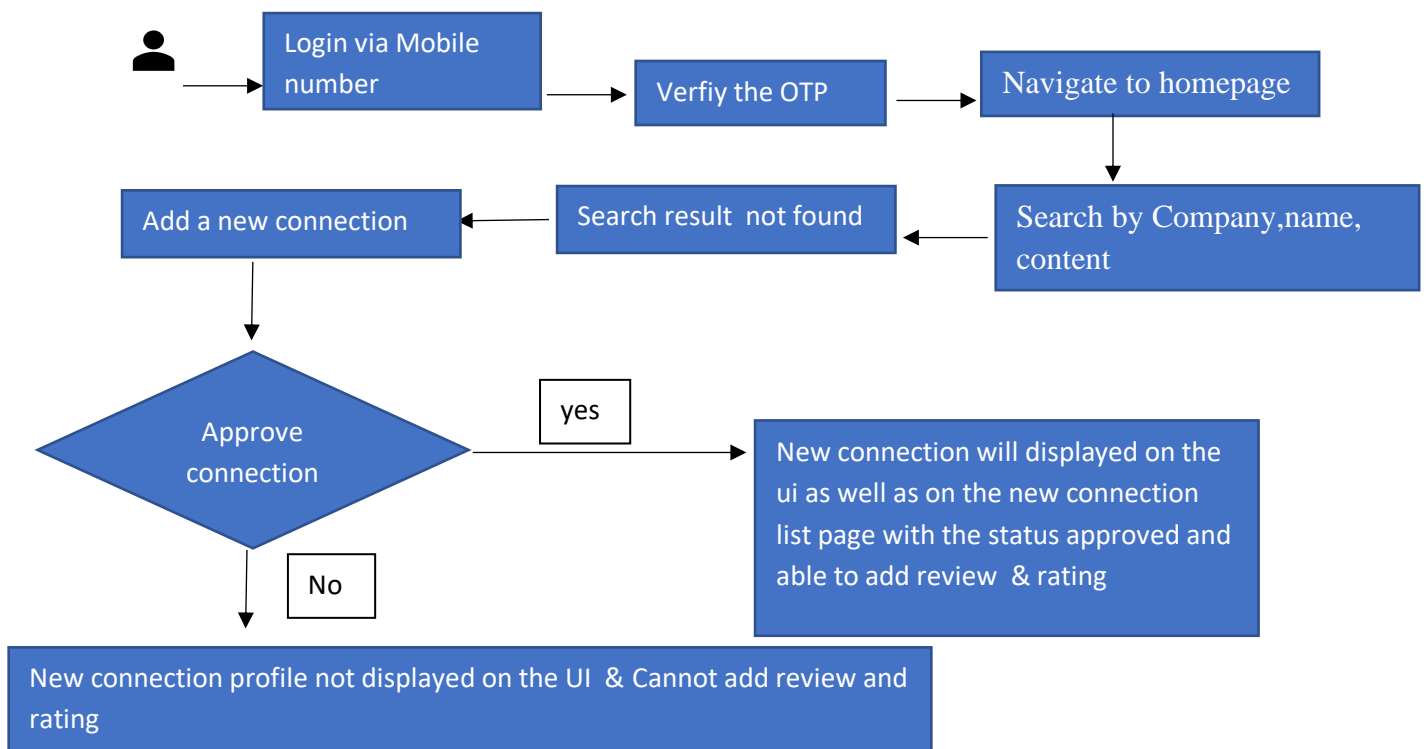 Login via Mobile
number
Verfiy the OTP
Navigate to homepage
Search by Company,name,
content
Search result  not found
Add a new connection
Approve
connection
yes
New connection will displayed on the
ui as well as on the new connection
list page with the status approved and
able to add review  & rating
No
New connection profile not displayed on the UI  & Cannot add review and
rating